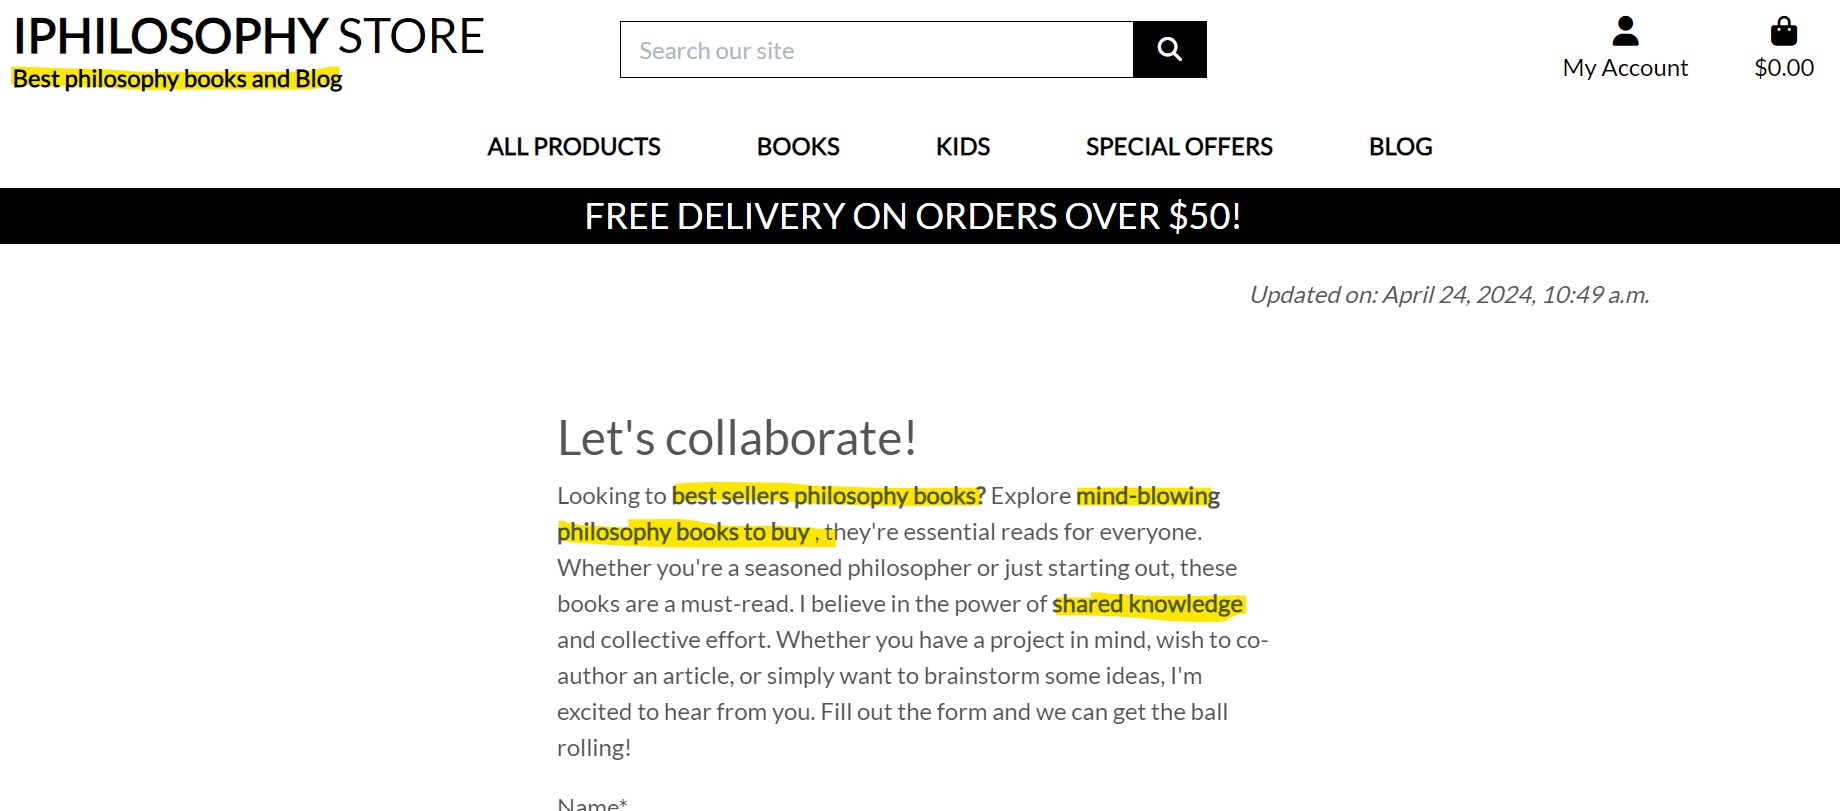 IPHILOSOPHY STORE
Best philosophy books and Blog
Search our site
My Account
$0.00
ALL PRODUCTS
BOOKS
KIDS
SPECIAL OFFERS
BLOG
FREE DELIVERY ON ORDERS OVER $50!
Updated on: April 24, 2024, 10:49 a.m.
Let's collaborate!
Looking to best sellers philosophy books? Explore mind-blowing
philosophy books to buy , they're essential reads for everyone.
Whether you're a seasoned philosopher or just starting out, these
books are a must-read. I believe in the power of shared knowledge
and collective effort. Whether you have a project in mind, wish to co-
author an article, or simply want to brainstorm some ideas, I'm
excited to hear from you. Fill out the form and we can get the ball
rolling!
Name*